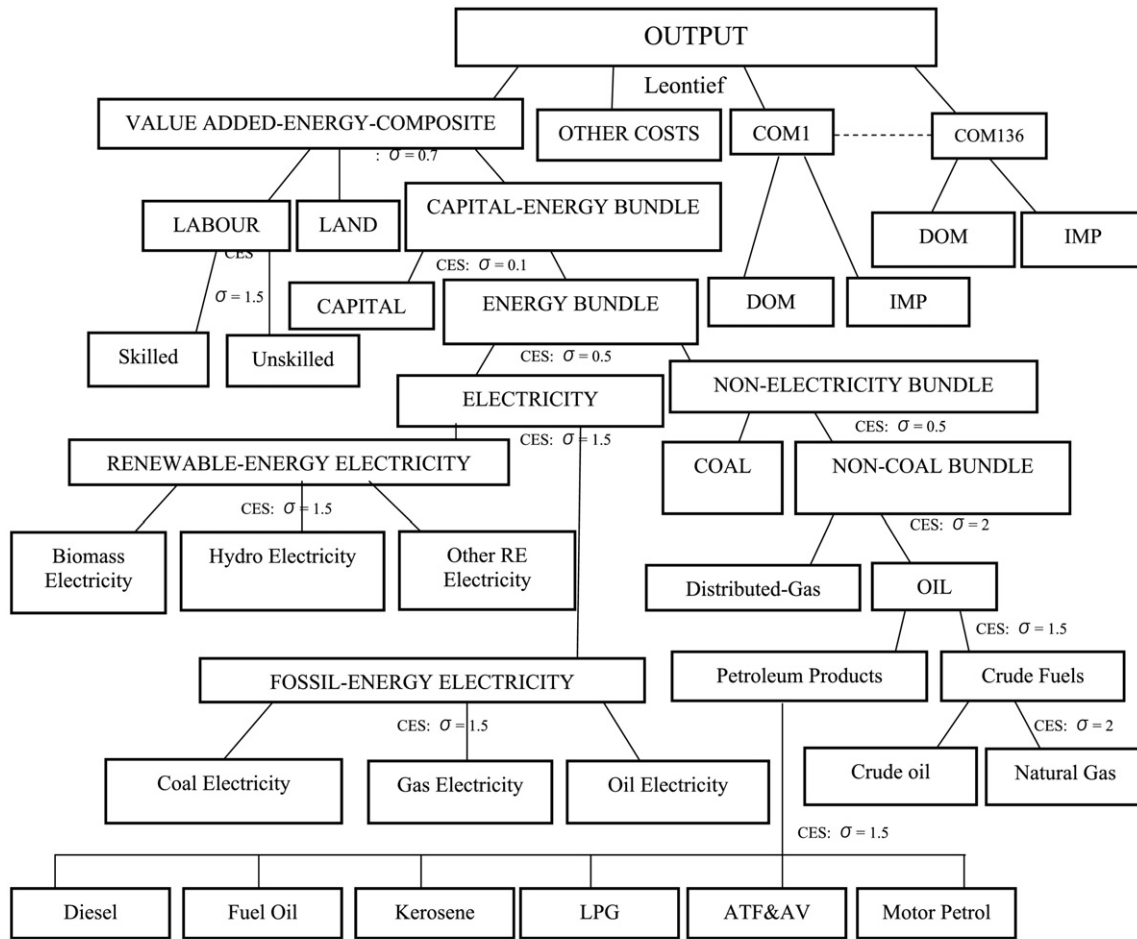 OUTPUT
Leontief
VALUE ADDED-ENERGY-COMPOSITE
OTHER COSTS
COM1
COM136
: σ = 0.7
LABOUR
LAND
CAPITAL-ENERGY BUNDLE
DOM
IMP
CES
CES: σ = 0.1
σ = 1.5
CAPITAL
ENERGY BUNDLE
DOM
IMP
Skilled
Unskilled
CES: σ = 0.5
ELECTRICITY
NON-ELECTRICITY BUNDLE
CES: σ = 1.5
CES: σ = 0.5
RENEWABLE-ENERGY ELECTRICITY
COAL
NON-COAL BUNDLE
CES: σ = 1.5
CES: σ = 2
Biomass
Electricity
Hydro Electricity
Other RE
Electricity
Distributed-Gas
OIL
CES: σ = 1.5
FOSSIL-ENERGY ELECTRICITY
Petroleum Products
Crude Fuels
CES: σ = 1.5
CES: σ = 2
Coal Electricity
Gas Electricity
Oil Electricity
Crude oil
Natural Gas
CES: σ = 1.5
Diesel
Fuel Oil
Kerosene
LPG
ATF&AV
Motor Petrol